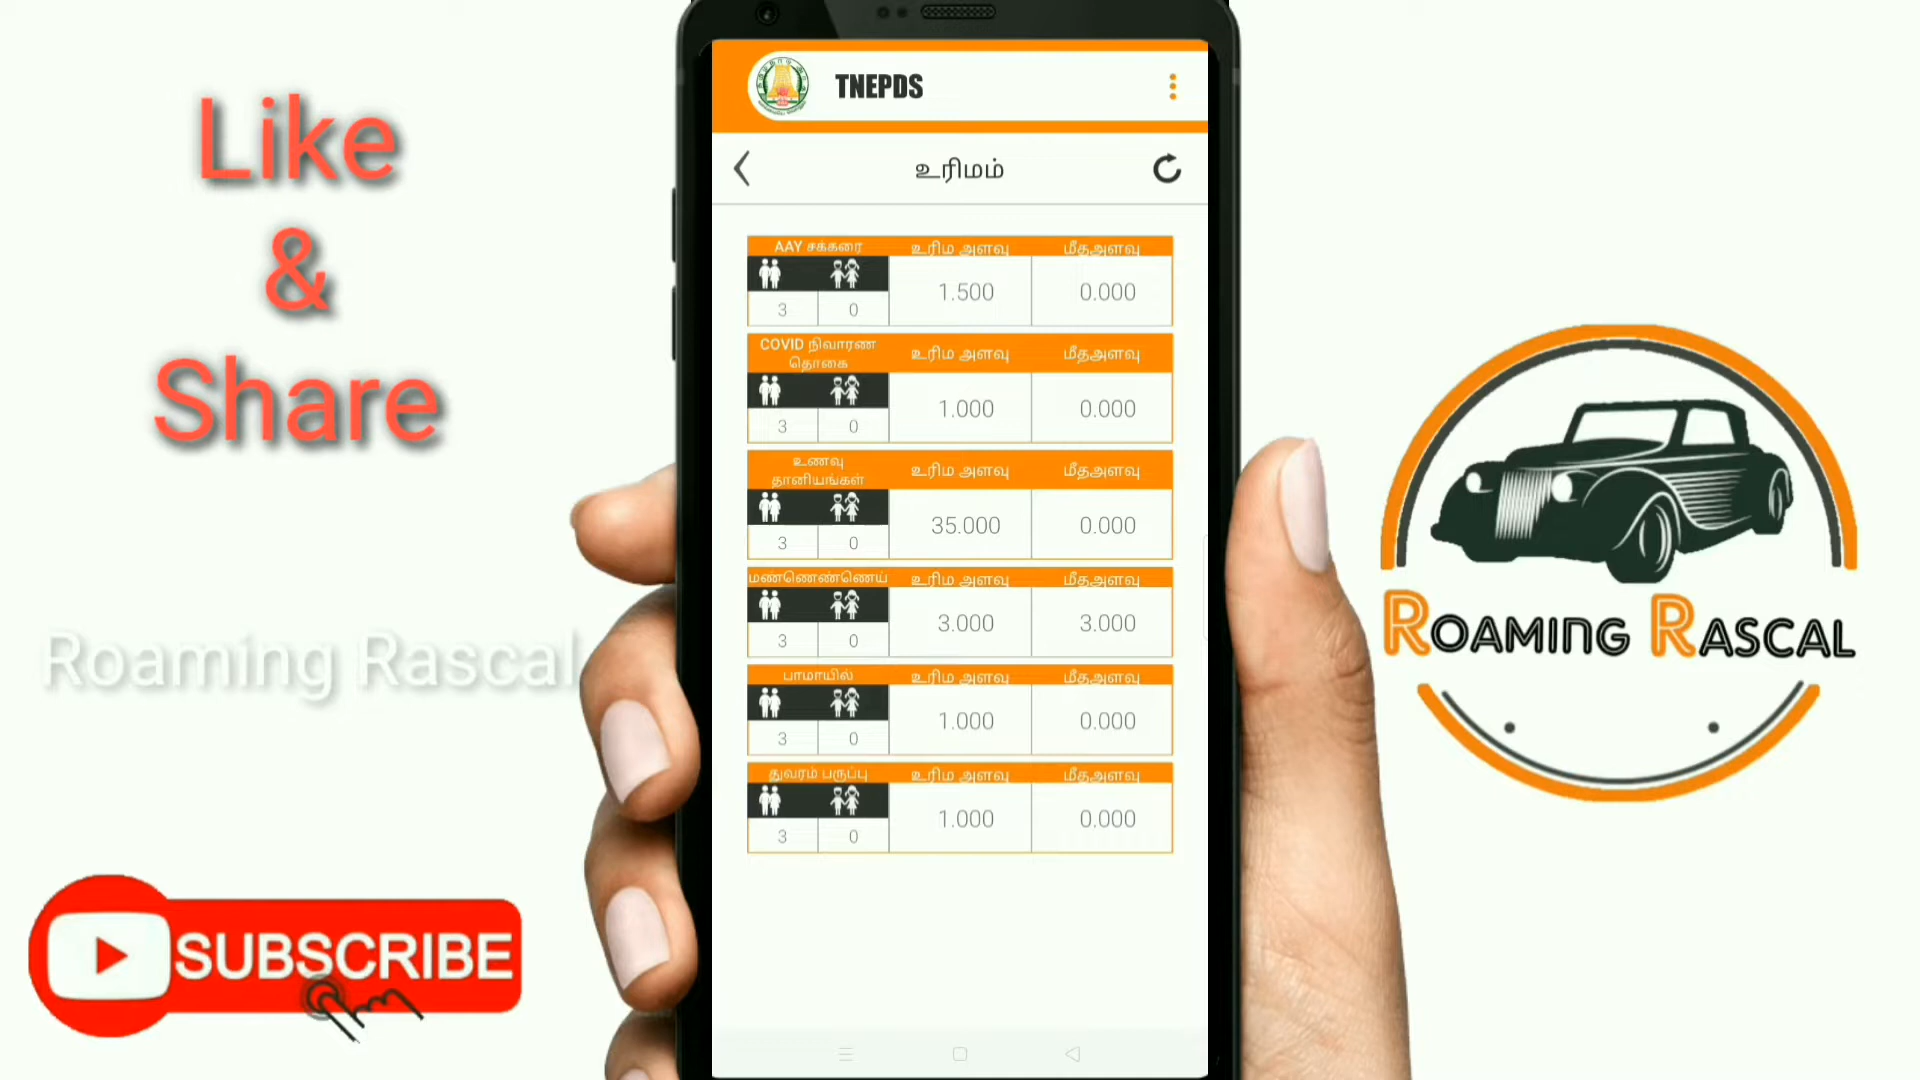 Like
&
Share
Roaming Rascal
SUBSCRIBE
TNEPDS
உரிமம்
AAY சக்கரை உரிம அளவு மீதஅளவு
3 0 1.500 0.000
COVID நிவாரண தொகை உரிம அளவு மீதஅளவு
3 0 1.000 0.000
உணவு தானியங்கள் உரிம அளவு மீதஅளவு
3 0 35.000 0.000
மண்ணெண்ணெய் உரிம அளவு மீதஅளவு
3 0 3.000 3.000
பாமாயில் உரிம அளவு மீதஅளவு
3 0 1.000 0.000
துவரம் பருப்பு உரிம அளவு மீதஅளவு
3 0 1.000 0.000
ROAMING RASCAL